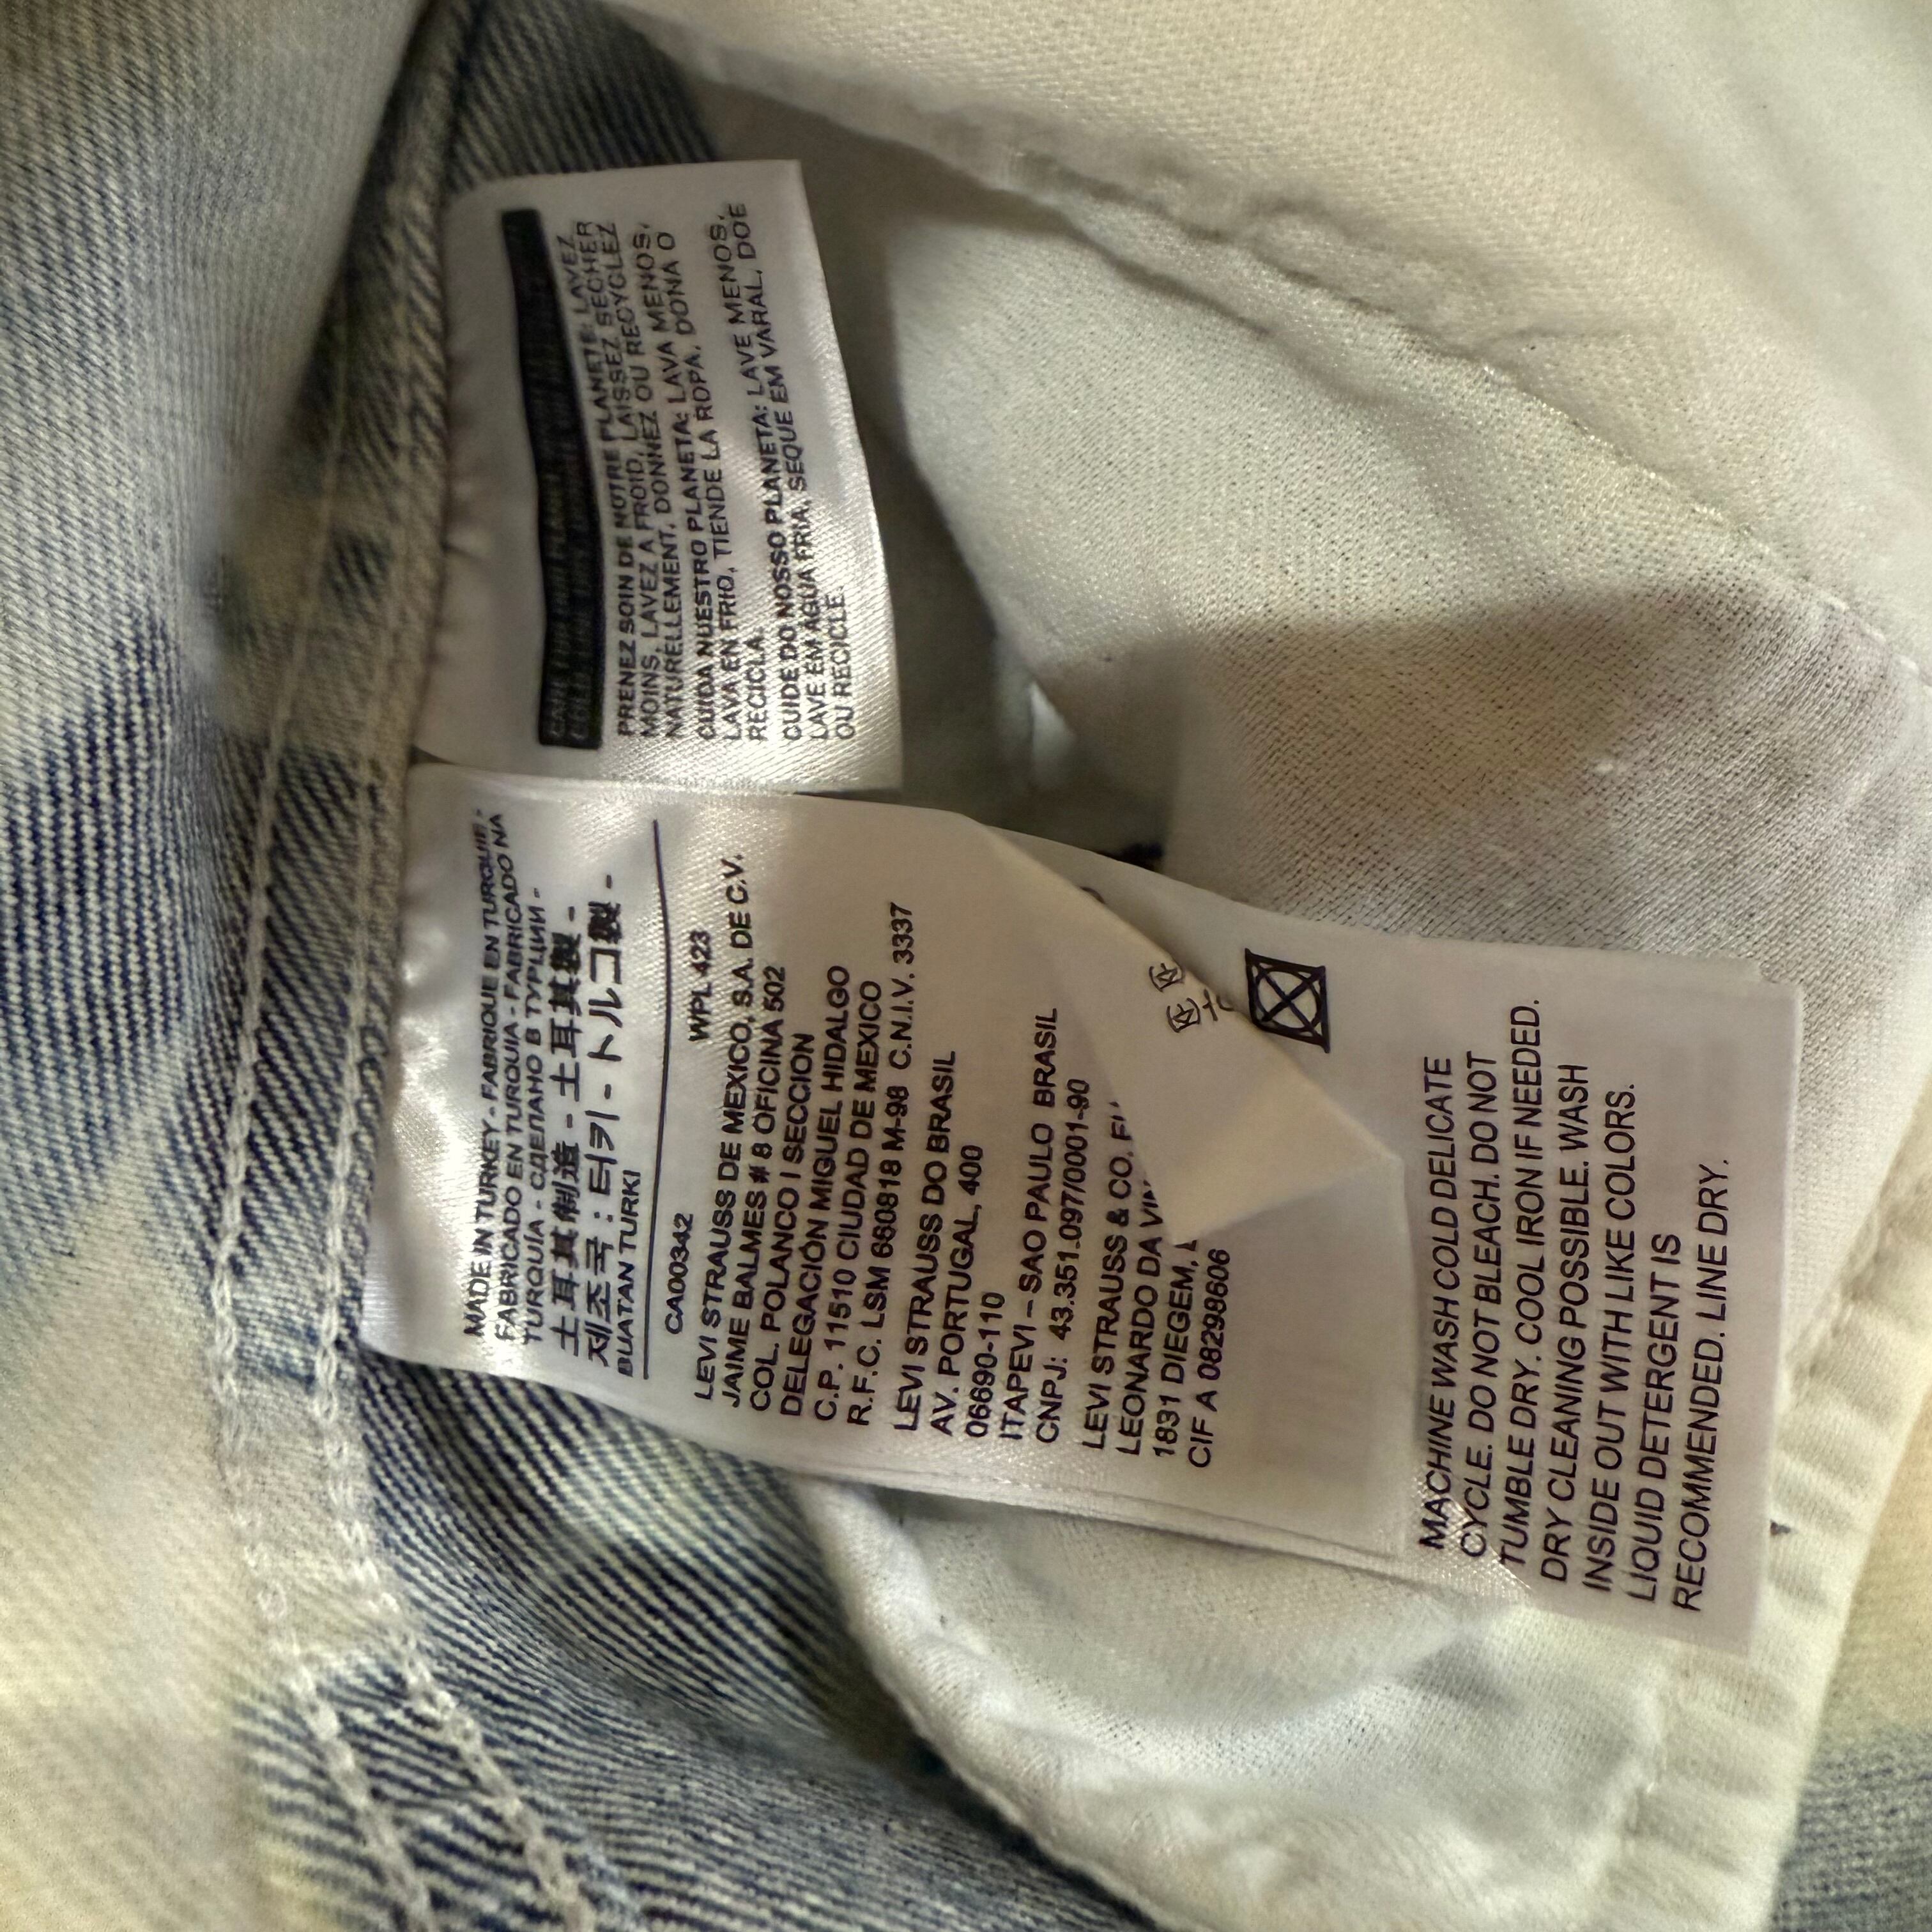 MADE IN TURKEY - FABRIQUE EN TURQUIE -
FABRICADO EN TURQUIA - FABRICADO NA
TURQUÍA - СДЕЛАНО В ТУРЦИИ -
土耳其制造 - 土耳其製 -
제조국 : 터키 - トルコ製 -
BUATAN TURKI
CA00342 WPL 423
LEVI STRAUSS DE MEXICO, S.A. DE C.V.
JAIME BALMES # 8 OFICINA 502
COL. POLANCO I SECCION
DELEGACIÓN MIGUEL HIDALGO
C.P. 11510 CIUDAD DE MEXICO
R.F.C. LSM 680818 M-98 C.N.I.V. 3337
LEVI STRAUSS DO BRASIL
AV. PORTUGAL, 400
06690-110
ITAPEVI – SAO PAULO BRASIL
CNPJ: 43.351.097/0001-90
LEVI STRAUSS & CO.
LEONARDO DA
1831 DIEGEM,
CIF A 08298606
MACHINE WASH COLD DELICATE
CYCLE. DO NOT BLEACH. DO NOT
TUMBLE DRY. COOL IRON IF NEEDED.
DRY CLEANING POSSIBLE. WASH
INSIDE OUT WITH LIKE COLORS.
LIQUID DETERGENT IS
RECOMMENDED. LINE DRY.
PRENEZ SOIN DE NOTRE PLANETE: LAVEZ
MOINS, LAVEZ A FROID, LAISSEZ SECHER
NATURELLEMENT, DONNEZ OU RECYCLEZ
CUIDA NUESTRO PLANETA: LAVA MENOS,
LAVA EN FRIO, TIENDE LA ROPA, DONA O
RECICLA.
CUIDE DO NOSSO PLANETA: LAVE MENOS,
LAVE EM AGUA FRIA, SEQUE EM VARAL, DOE
OU RECICLE.